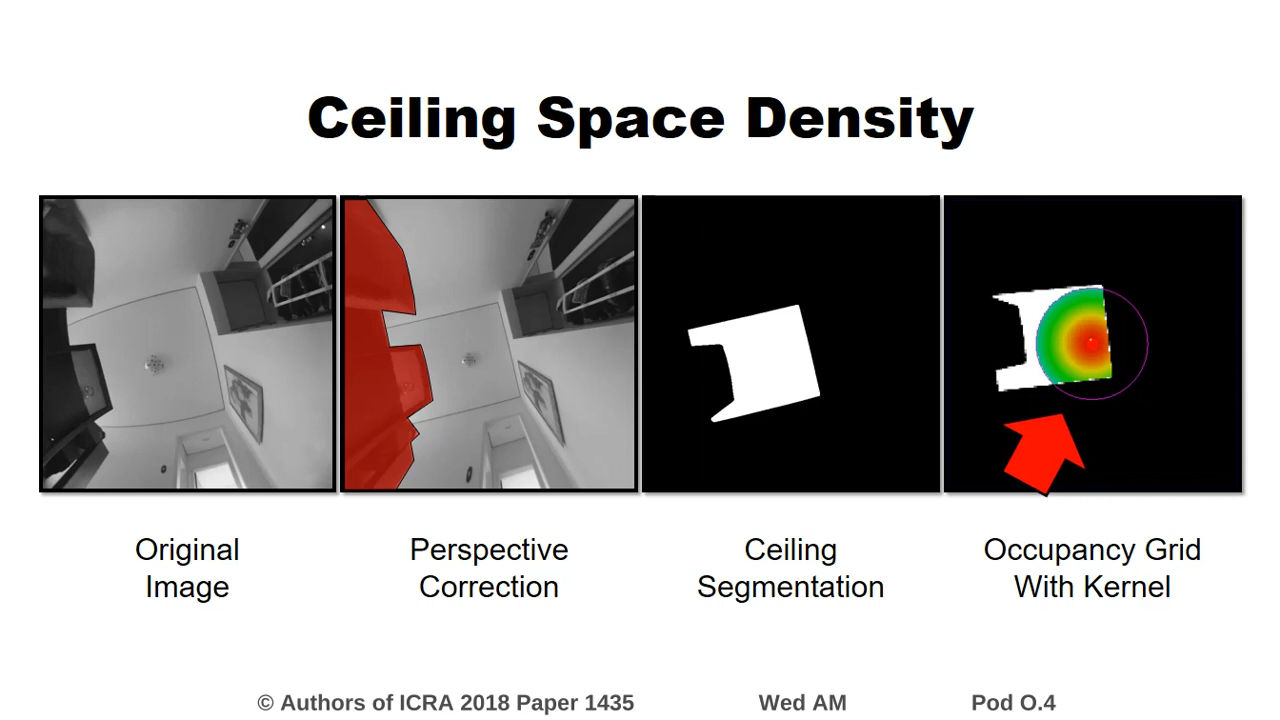 Ceiling Space Density
Original
Image
Perspective
Correction
Ceiling
Segmentation
Occupancy Grid
With Kernel
© Authors of ICRA 2018 Paper 1435 Wed AM Pod O.4